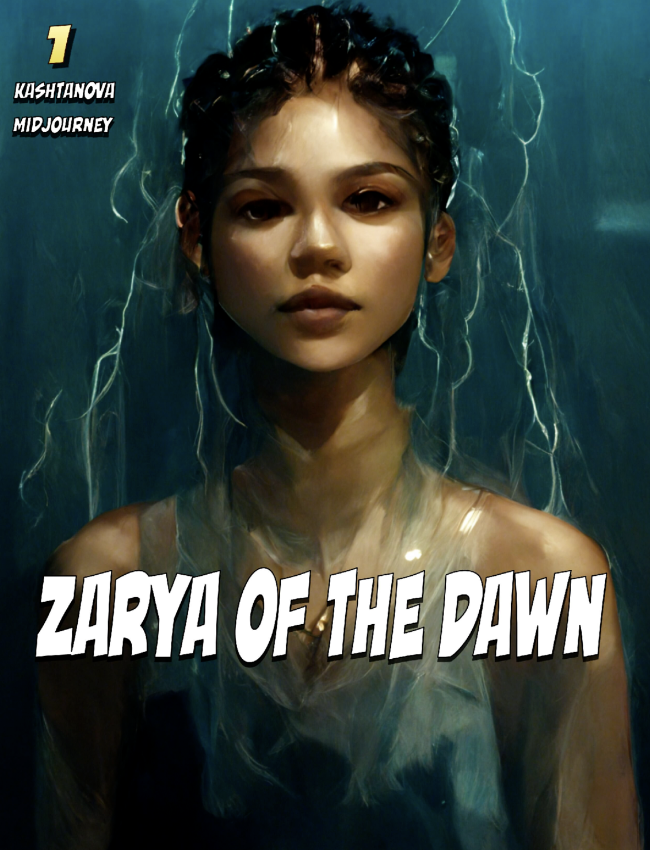 1
KASHTANOVA
MIDJOURNEY
ZARYA OF THE DAWN